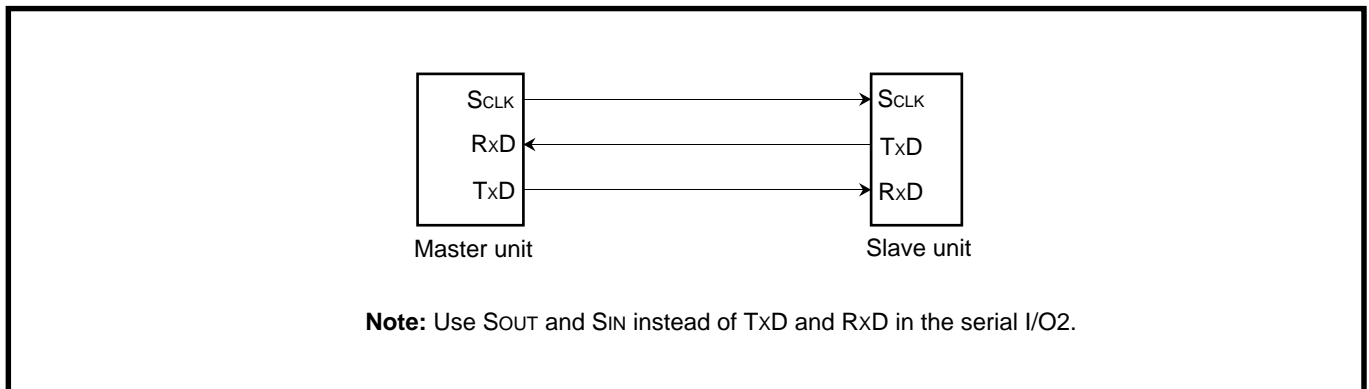 SCLK
RxD
TxD
Master unit
SCLK
TxD
RxD
Slave unit
Note: Use SOUT and SIN instead of TxD and RxD in the serial I/O2.